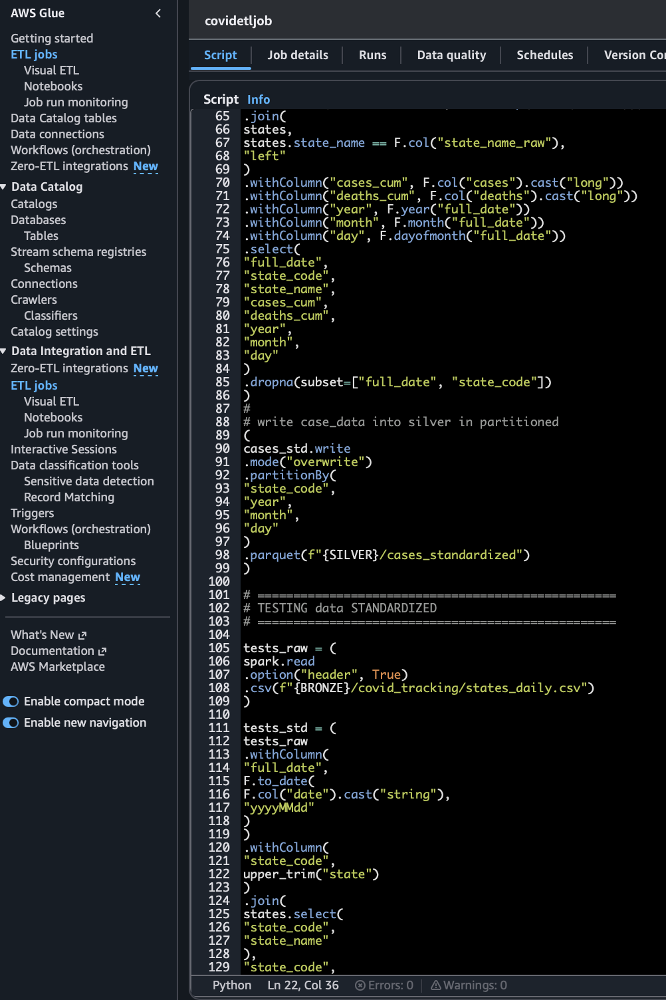 AWS Glue
Getting started
ETL jobs
Visual ETL
Notebooks
Job run monitoring
Data Catalog tables
Data connections
Workflows (orchestration)
Zero-ETL integrations New
Data Catalog
Catalogs
Databases
Tables
Stream schema registries
Schemas
Connections
Crawlers
Classifiers
Catalog settings
Data Integration and ETL
Zero-ETL integrations New
ETL jobs
Visual ETL
Notebooks
Job run monitoring
Interactive Sessions
Data classification tools
Sensitive data detection
Record Matching
Triggers
Workflows (orchestration)
Blueprints
Security configurations
Cost management New
Legacy pages
What's New
Documentation
AWS Marketplace
Enable compact mode
Enable new navigation
covidetljob
Script Job details Runs Data quality Schedules Version Co
Script Info
65 .join(
66 states,
67 states.state_name == F.col("state_name_raw"),
68 "left"
69 )
70 .withColumn("cases_cum", F.col("cases").cast("long"))
71 .withColumn("deaths_cum", F.col("deaths").cast("long"))
72 .withColumn("year", F.year("full_date"))
73 .withColumn("month", F.month("full_date"))
74 .withColumn("day", F.dayofmonth("full_date"))
75 .select(
76 "full_date",
77 "state_code",
78 "state_name",
79 "cases_cum",
80 "deaths_cum",
81 "year",
82 "month",
83 "day"
84 )
85 .dropna(subset=["full_date", "state_code"])
86 )
87 #
88 # write case_data into silver in partitioned
89 (
90 cases_std.write
91 .mode("overwrite")
92 .partitionBy(
93 "state_code",
94 "year",
95 "month",
96 "day"
97 )
98 .parquet(f"{SILVER}/cases_standardized")
99 )
100
101 # ==================================================
102 # TESTING data STANDARDIZED
103 # ==================================================
104
105 tests_raw = (
106 spark.read
107 .option("header", True)
108 .csv(f"{BRONZE}/covid_tracking/states_daily.csv")
109 )
110
111 tests_std = (
112 tests_raw
113 .withColumn(
114 "full_date",
115 F.to_date(
116 F.col("date").cast("string"),
117 "yyyyMMdd"
118 )
119 )
120 .withColumn(
121 "state_code",
122 upper_trim("state")
123 )
124 .join(
125 states.select(
126 "state_code",
127 "state_name"
128 ),
129 "state_code",
Python Ln 22, Col 36 Errors: 0 Warnings: 0